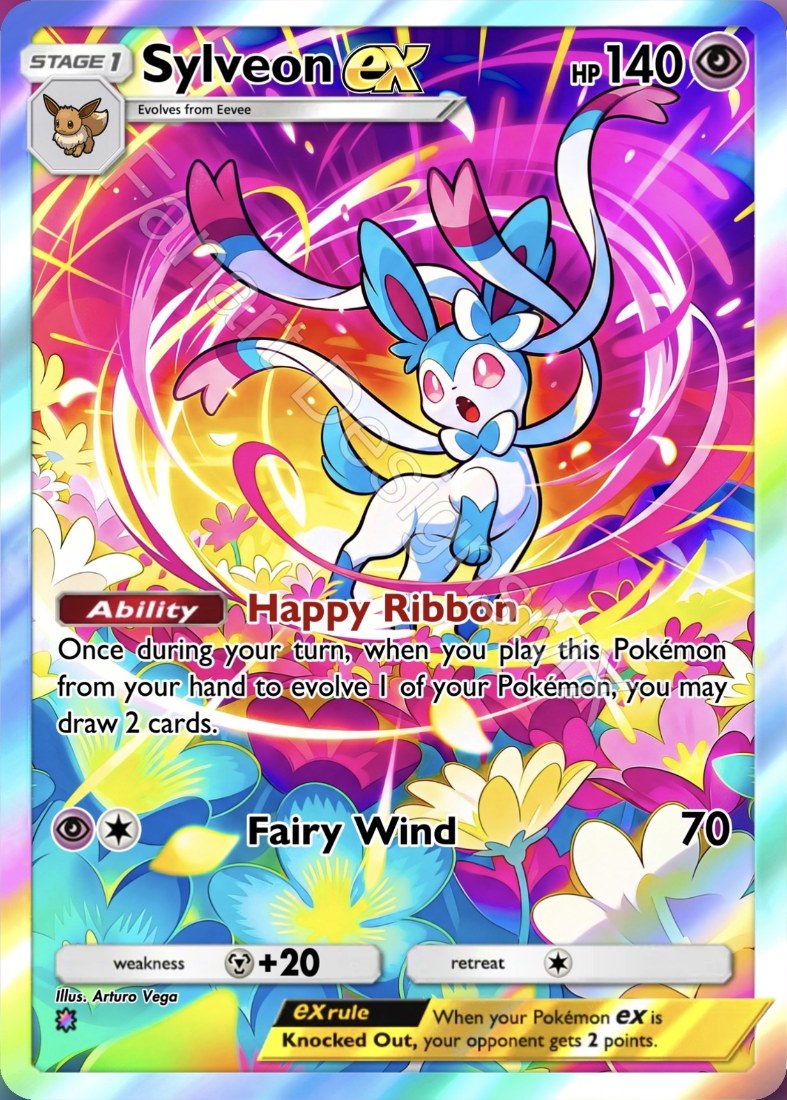 STAGE 1
Sylveon ex
HP 140
Evolves from Eevee
Ability Happy Ribbon
Once during your turn, when you play this Pokémon
from your hand to evolve 1 of your Pokémon, you may
draw 2 cards.
Fairy Wind 70
weakness +20
retreat
Illus. Arturo Vega
ex rule
When your Pokémon ex is
Knocked Out, your opponent gets 2 points.
Fanart Designs